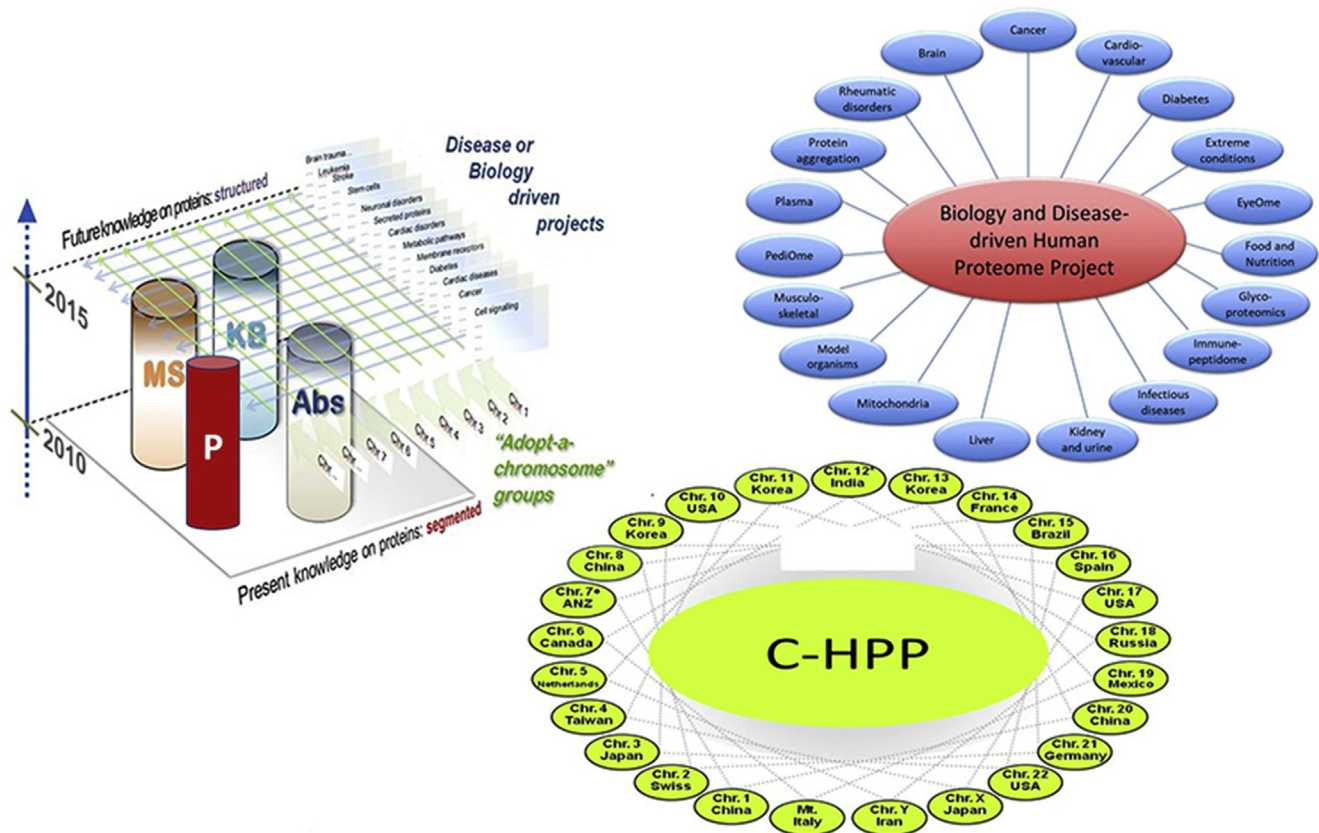 Disease or
Biology
driven
projects
Brain trauma...
Leukemia
Stroke
Stem cells
Neuronal disorders
Secreted proteins
Cardiac disorders
Metabolic pathways
Membrane receptors
Diabetes
Cardiac diseases
Cancer
Cell signalling
Future knowledge on proteins: structured
2015
2010
MS
KB
P
Abs
Chr 1
Chr 2
Chr 3
Chr 4
Chr 5
Chr 6
Chr 7
Chr...
Chr...
"Adopt-a-
chromosome"
groups
Present knowledge on proteins: segmented
Biology and Disease-
driven Human
Proteome Project
Cancer
Cardio-
vascular
Diabetes
Extreme
conditions
EyeOme
Food and
Nutrition
Glyco-
proteomics
Immune-
peptidome
Infectious
diseases
Kidney
and urine
Liver
Mitochondria
Model
organisms
Musculo-
skeletal
PediOme
Plasma
Protein
aggregation
Rheumatic
disorders
Brain
C-HPP
Chr. 12*
India
Chr. 13
Korea
Chr. 14
France
Chr. 15
Brazil
Chr. 16
Spain
Chr. 17
USA
Chr. 18
Russia
Chr. 19
Mexico
Chr. 20
China
Chr. 21
Germany
Chr. 22
USA
Chr. X
Japan
Chr. Y
Iran
Mt.
Italy
Chr. 1
China
Chr. 2
Swiss
Chr. 3
Japan
Chr. 4
Taiwan
Chr. 5
Netherlands
Chr. 6
Canada
Chr. 7•
ANZ
Chr. 8
China
Chr. 9
Korea
Chr. 10
USA
Chr. 11
Korea